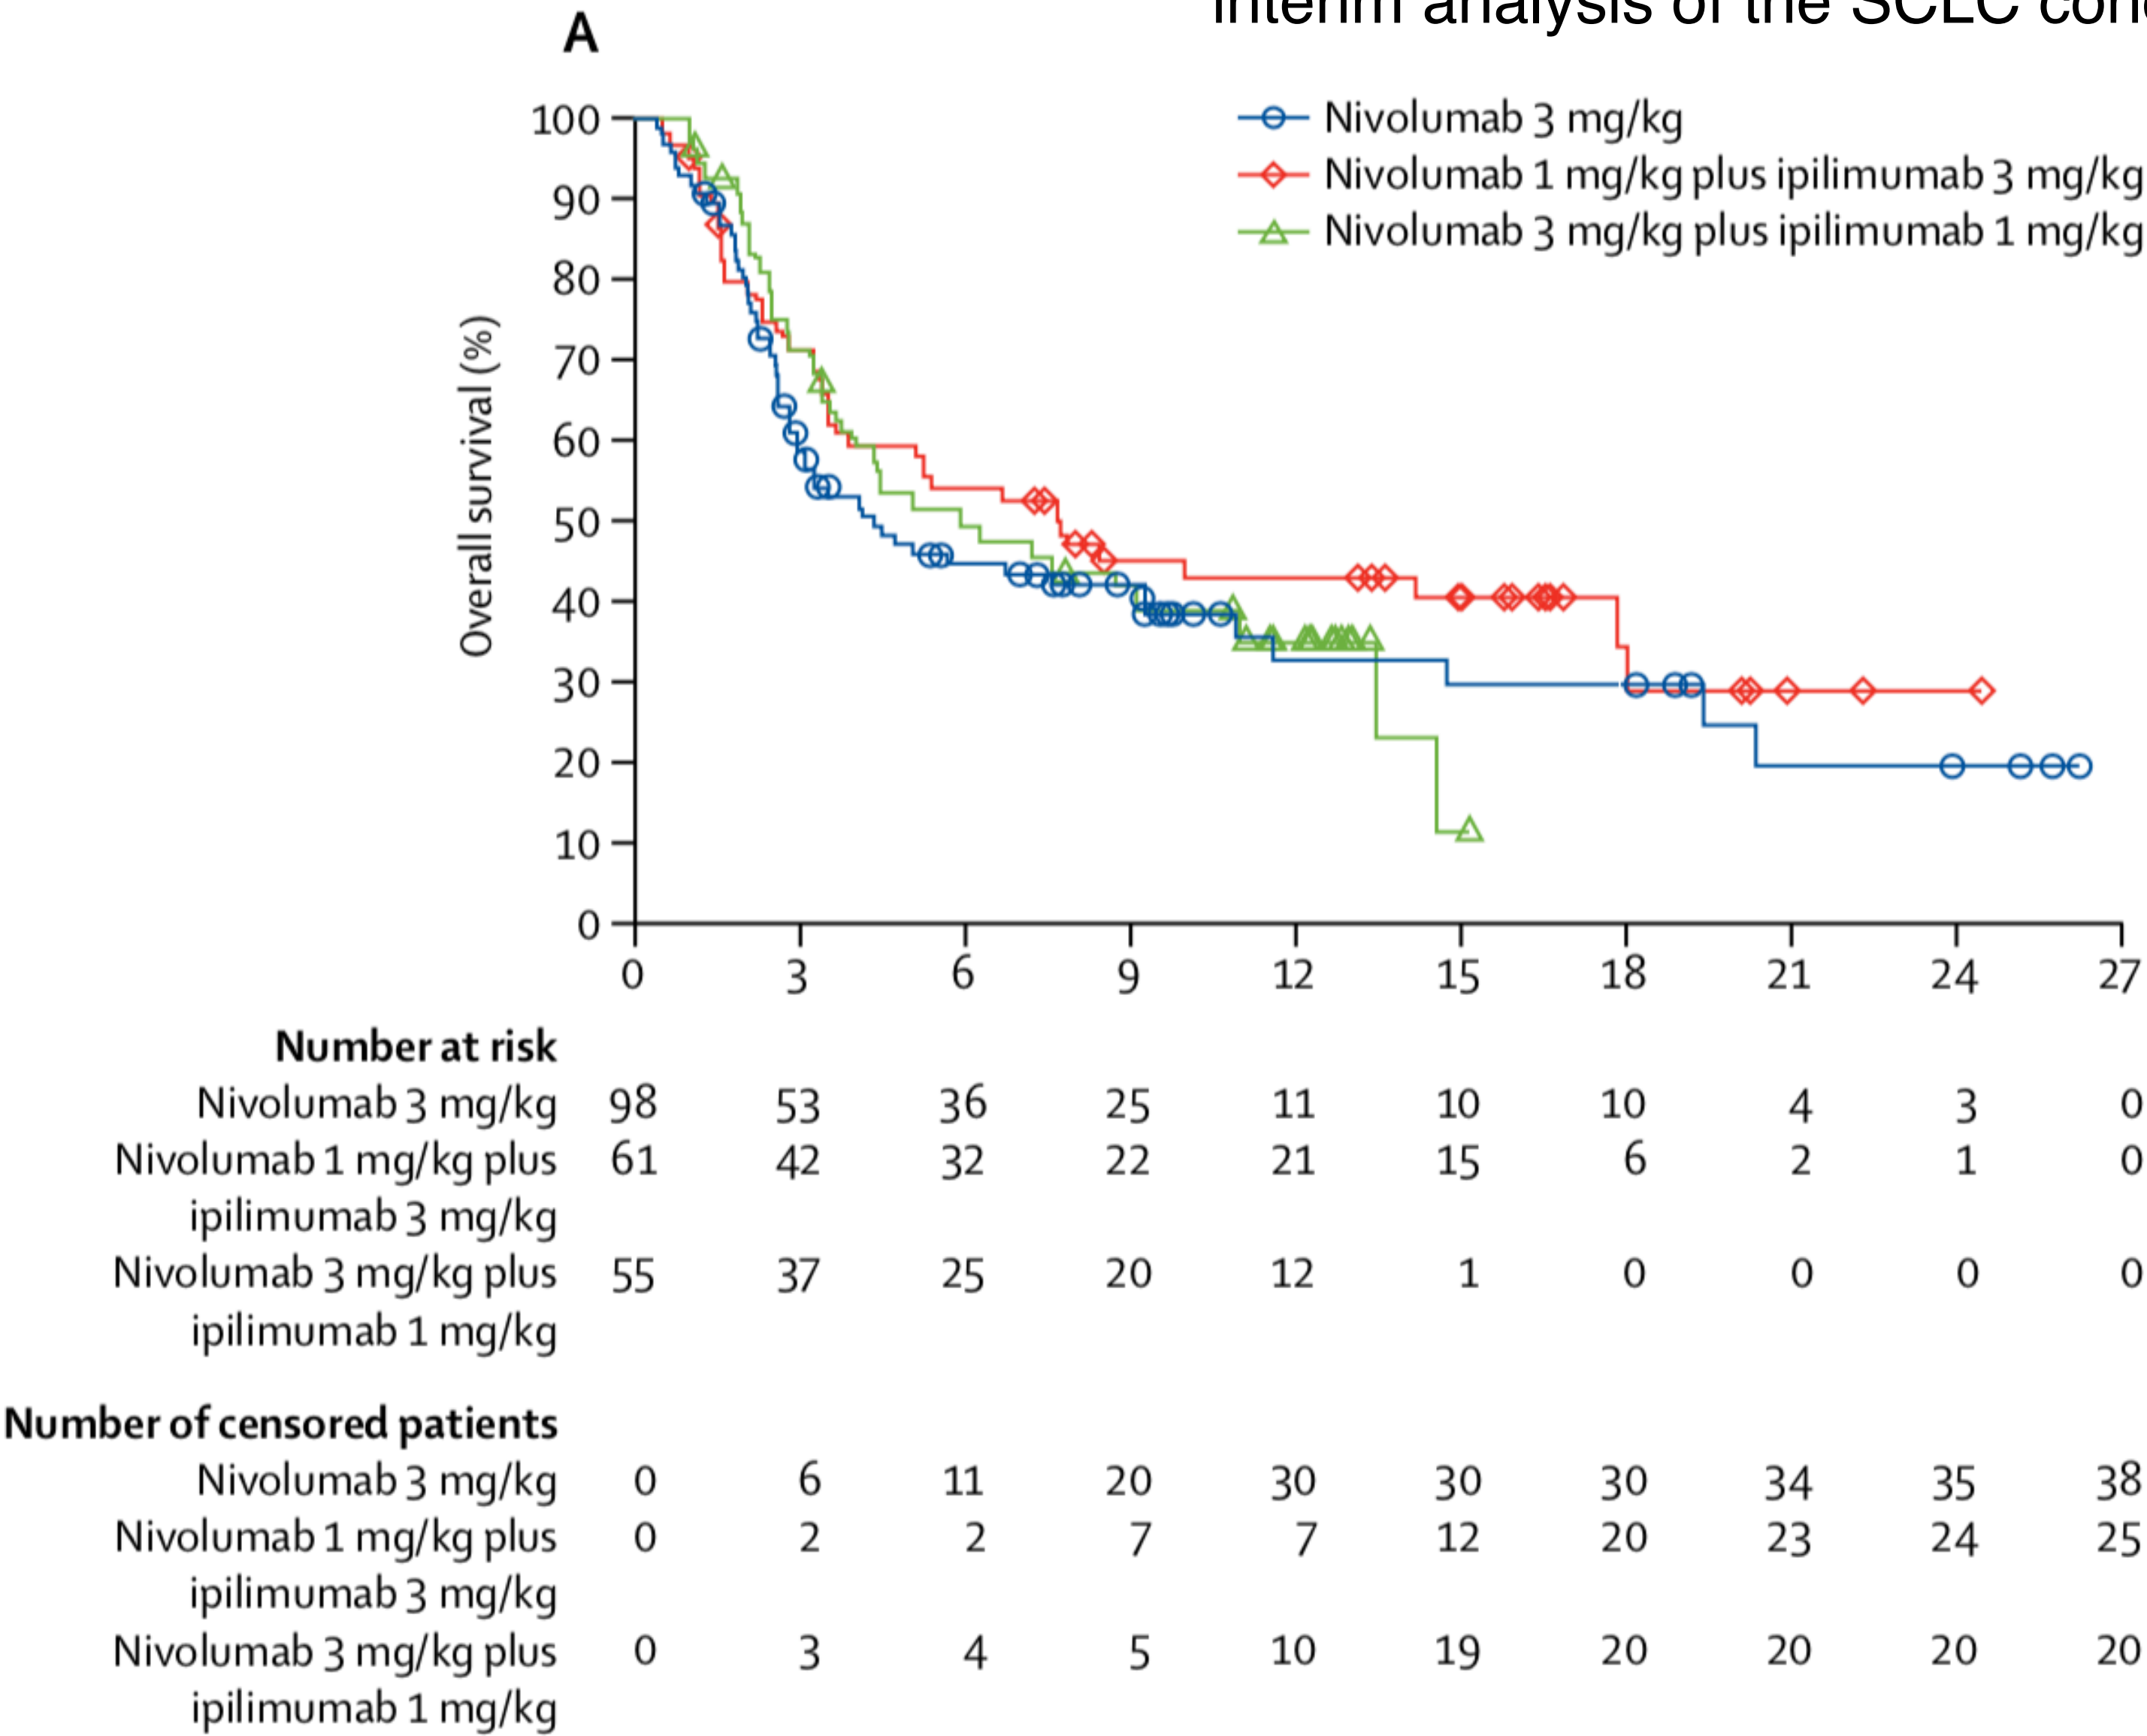 Interim analysis of the SCLC
A
Nivolumab 3 mg/kg
Nivolumab 1 mg/kg plus ipilimumab 3 mg/kg
Nivolumab 3 mg/kg plus ipilimumab 1 mg/kg
Overall survival (%)
100
90
80
70
60
50
40
30
20
10
0
0 3 6 9 12 15 18 21 24 27
Number at risk
Nivolumab 3 mg/kg 98 53 36 25 11 10 10 4 3 0
Nivolumab 1 mg/kg plus 61 42 32 22 21 15 6 2 1 0
ipilimumab 3 mg/kg
Nivolumab 3 mg/kg plus 55 37 25 20 12 1 0 0 0 0
ipilimumab 1 mg/kg
Number of censored patients
Nivolumab 3 mg/kg 0 6 11 20 30 30 30 34 35 38
Nivolumab 1 mg/kg plus 0 2 2 7 7 12 20 23 24 25
ipilimumab 3 mg/kg
Nivolumab 3 mg/kg plus 0 3 4 5 10 19 20 20 20 20
ipilimumab 1 mg/kg